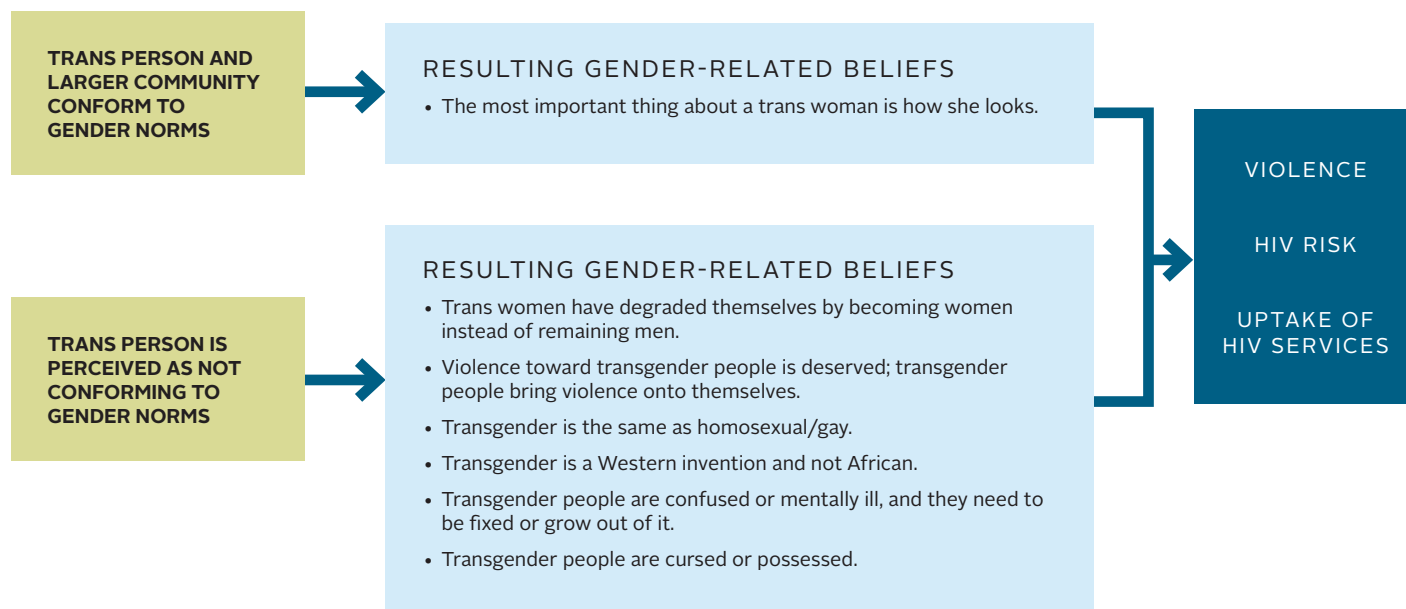 TRANS PERSON AND
LARGER COMMUNITY
CONFORM TO
GENDER NORMS
RESULTING GENDER-RELATED BELIEFS
• The most important thing about a trans woman is how she looks.
TRANS PERSON IS
PERCEIVED AS NOT
CONFORMING TO
GENDER NORMS
RESULTING GENDER-RELATED BELIEFS
• Trans women have degraded themselves by becoming women
instead of remaining men.
• Violence toward transgender people is deserved; transgender
people bring violence onto themselves.
• Transgender is the same as homosexual/gay.
• Transgender is a Western invention and not African.
• Transgender people are confused or mentally ill, and they need to
be fixed or grow out of it.
• Transgender people are cursed or possessed.
VIOLENCE
HIV RISK
UPTAKE OF
HIV SERVICES